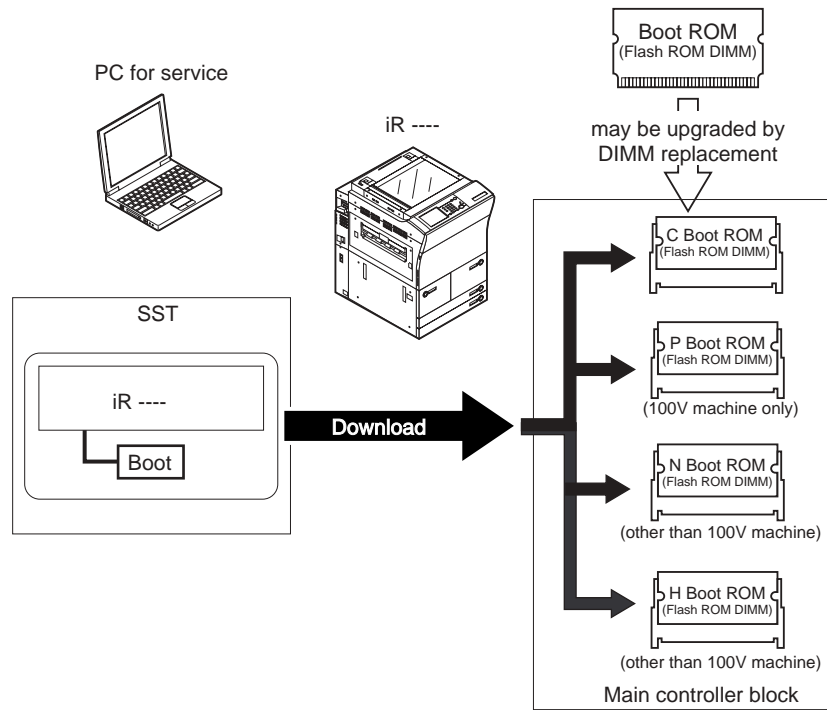 Boot ROM
(Flash ROM DIMM)
PC for service
iR ----
may be upgraded by
DIMM replacement
C Boot ROM
(Flash ROM DIMM)
SST
iR ----
Boot
Download
P Boot ROM
(Flash ROM DIMM)
(100V machine only)
N Boot ROM
(Flash ROM DIMM)
(other than 100V machine)
H Boot ROM
(Flash ROM DIMM)
(other than 100V machine)
Main controller block